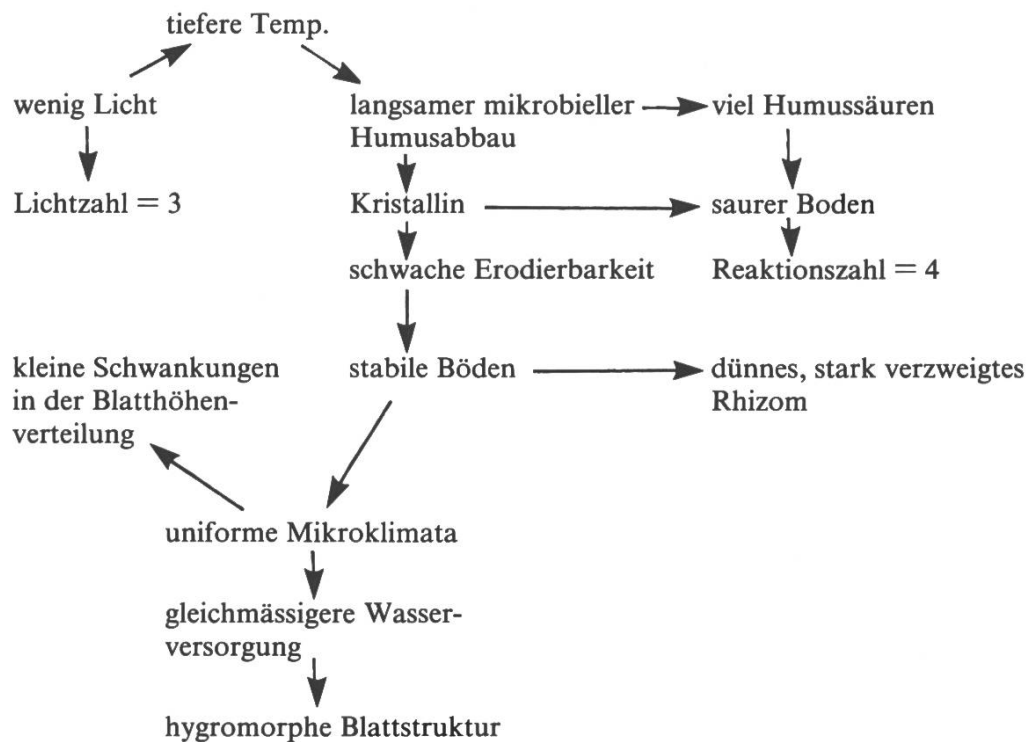 tiefere Temp.
wenig Licht
langsamer mikrobieller
Humusabbau
viel Humussäuren
Lichtzahl = 3
Kristallin
saurer Boden
schwache Erodierbarkeit
Reaktionszahl = 4
kleine Schwankungen
in der Blatthöhen-
verteilung
stabile Böden
dünnes, stark verzweigtes
Rhizom
uniforme Mikroklimata
gleichmässigere Wasser-
versorgung
hygromorphe Blattstruktur